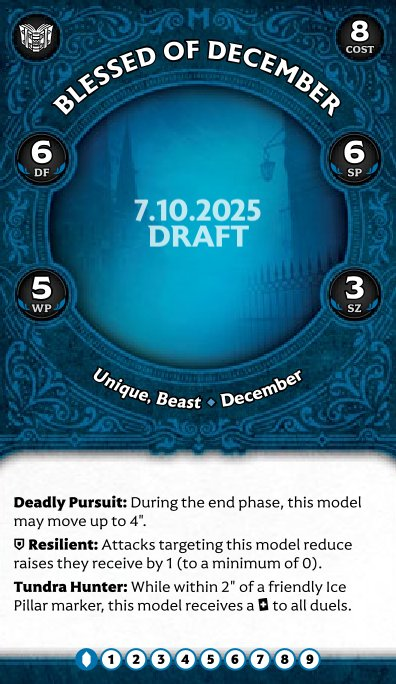 8
COST
BLESSED OF DECEMBER
6
DF
6
SP
7.10.2025
DRAFT
5
WP
3
SZ
Unique, Beast ◆ December
Deadly Pursuit: During the end phase, this model
may move up to 4".
Resilient: Attacks targeting this model reduce
raises they receive by 1 (to a minimum of 0).
Tundra Hunter: While within 2" of a friendly Ice
Pillar marker, this model receives a to all duels.
1 2 3 4 5 6 7 8 9